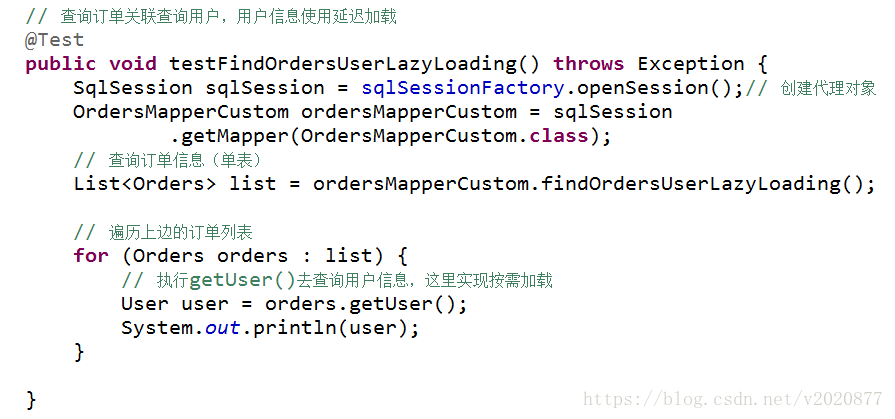 // 查询订单关联查询用户，用户信息使用延迟加载
@Test
public void testFindOrdersUserLazyLoading() throws Exception {
    SqlSession sqlSession = sqlSessionFactory.openSession();// 创建代理对象
    OrdersMapperCustom ordersMapperCustom = sqlSession
            .getMapper(OrdersMapperCustom.class);
    // 查询订单信息（单表）
    List<Orders> list = ordersMapperCustom.findOrdersUserLazyLoading();
    // 遍历上边的订单列表
    for (Orders orders : list) {
        // 执行getUser()去查询用户信息，这里实现按需加载
        User user = orders.getUser();
        System.out.println(user);
    }
}
https://blog.csdn.net/v2020877